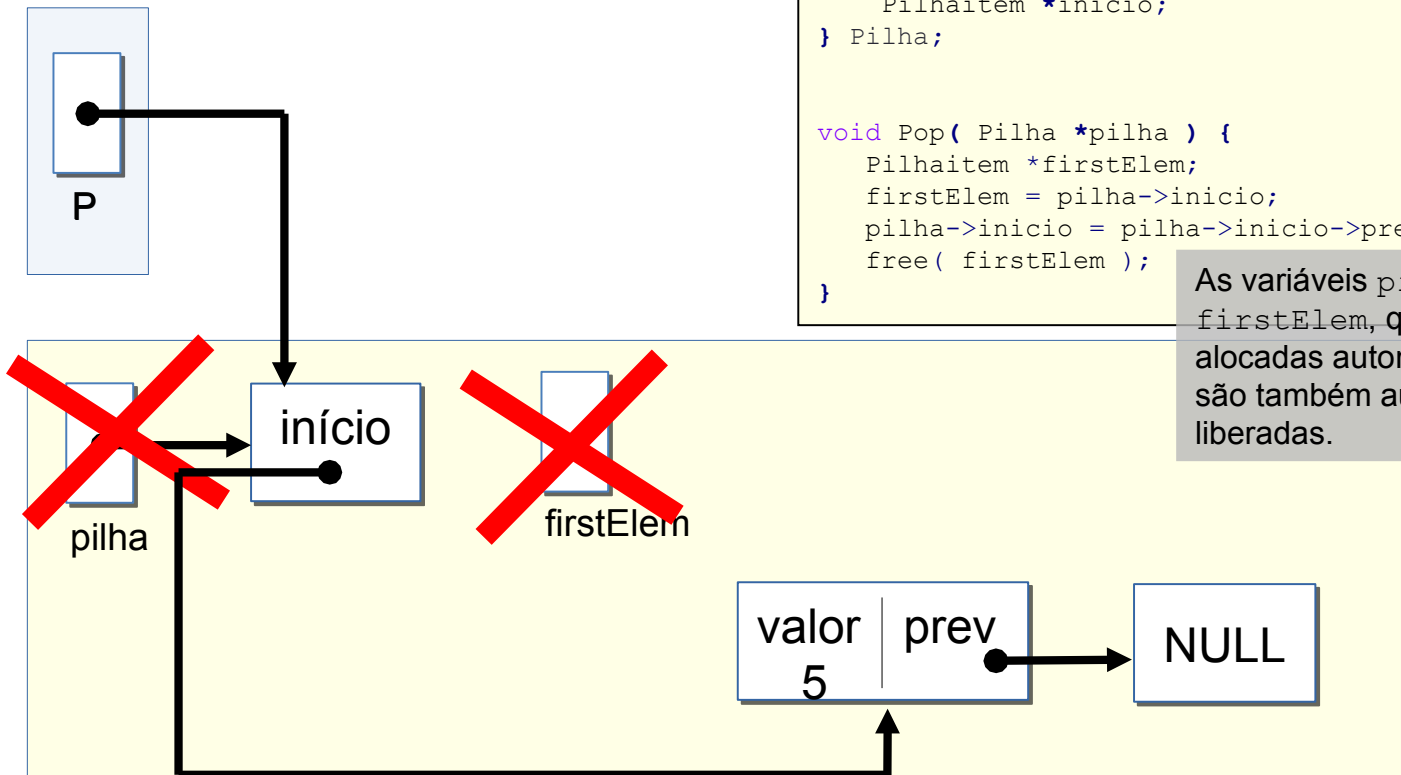 Pilhaitem *inicio;
} Pilha;
void Pop( Pilha *pilha ) {
Pilhaitem *firstElem;
firstElem = pilha->inicio;
pilha->inicio = pilha->inicio->pre
free( firstElem );
}
As variáveis
firstElem,
alocadas
são também
liberadas.
P
início
pilha
firstElem
valor
5
prev
NULL